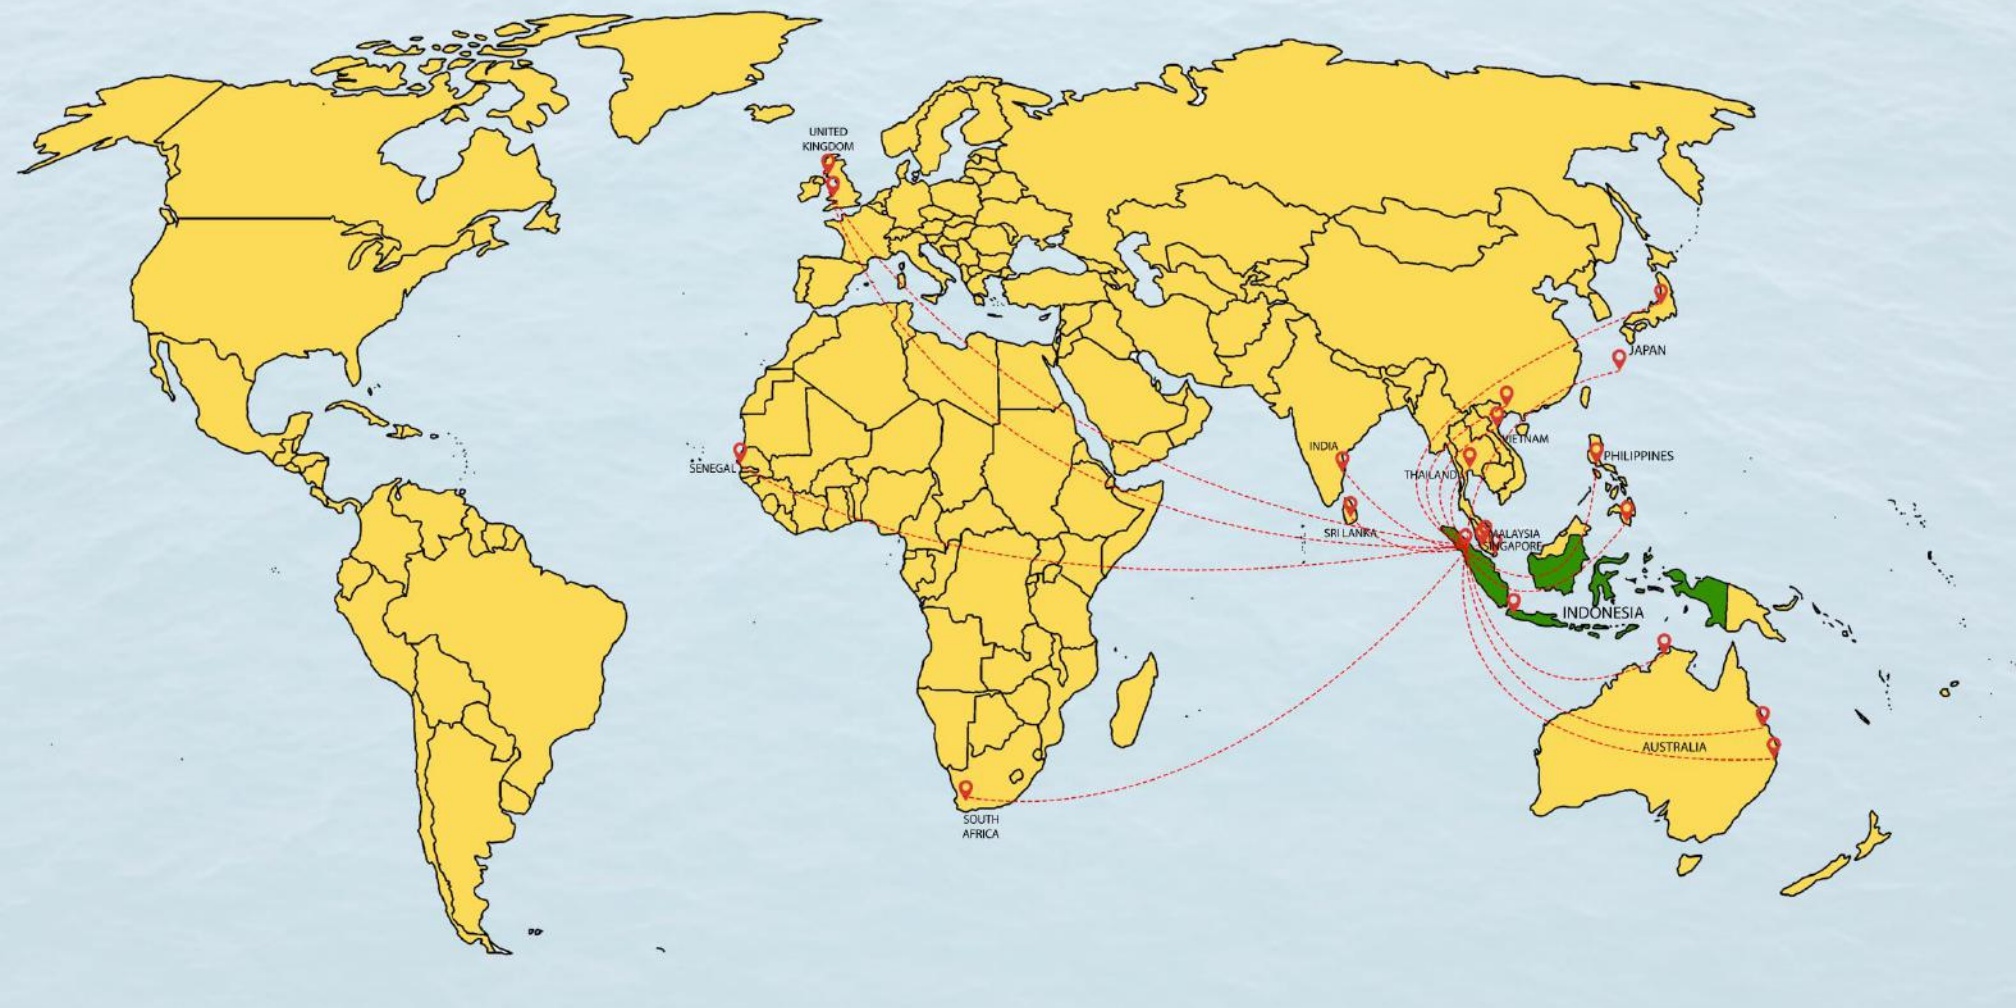 UNITED
KINGDOM
JAPAN
VIETNAM
INDIA
PHILIPPINES
SENEGAL
THAILAND
SRI LANKA
MALAYSIA
SINGAPORE
INDONESIA
AUSTRALIA
SOUTH
AFRICA